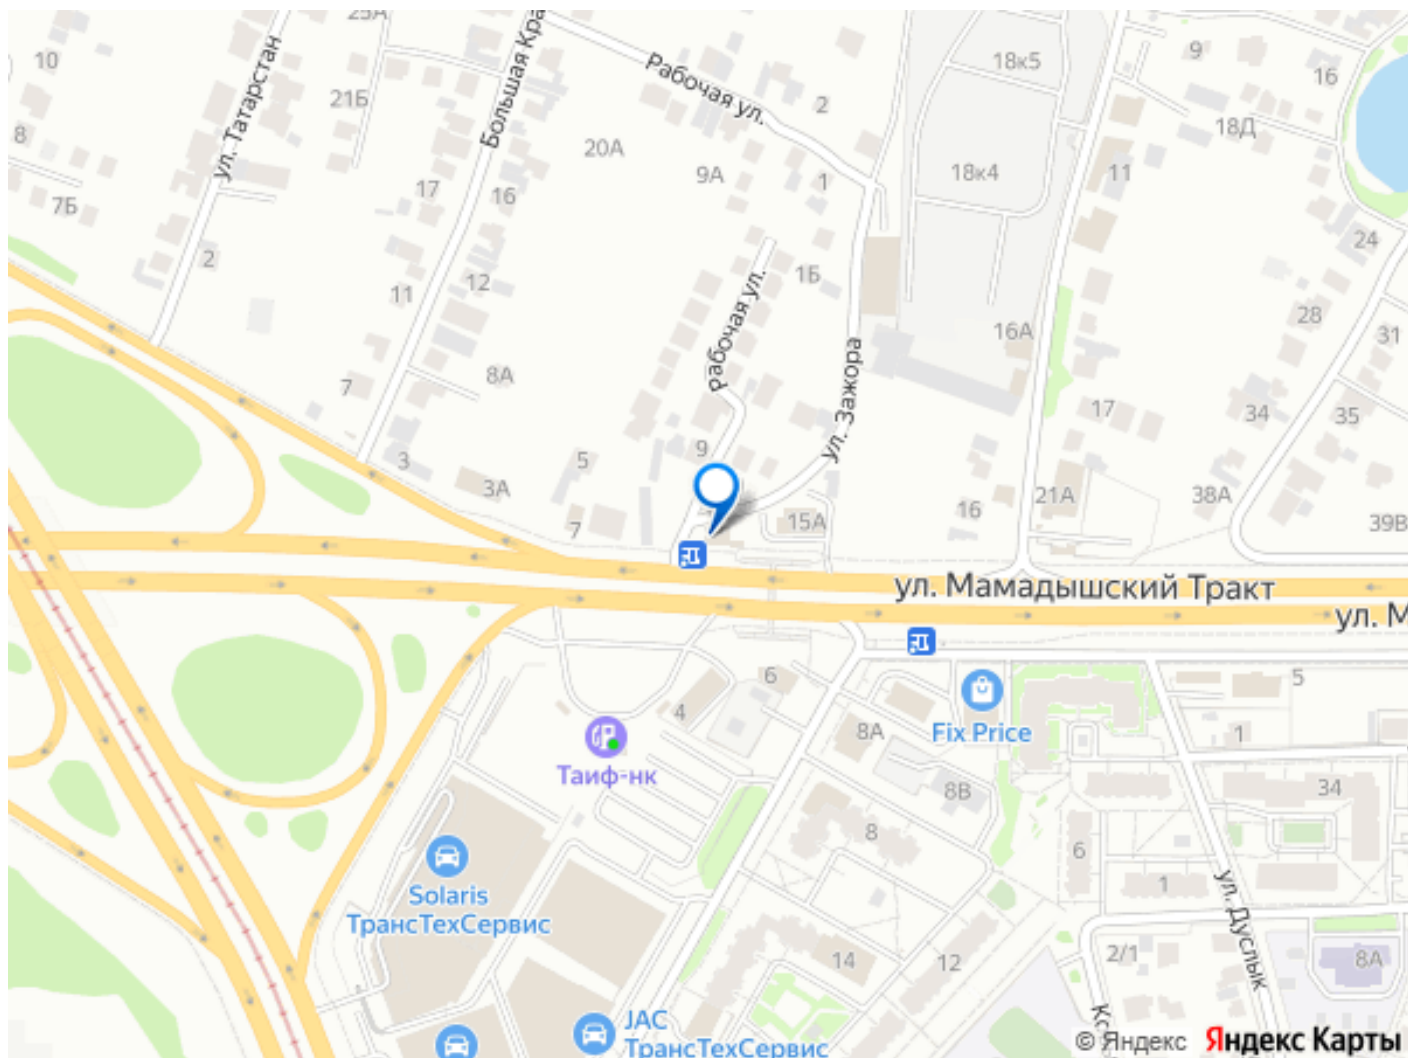 25А
10
21Б
8
ул. Татарстан
7Б
2
Большая Кра
17
16
12
11
8А
7
3
3А
5
7
20А
Рабочая ул.
2
9А
1
1Б
Рабочая ул.
9
ул. Зажора
15А
18к5
18к4
16А
16
9
16
18Д
11
24
28
31
17
34
35
21А
38А
39В
ул. Мамадышский Тракт
ул. М
6
4
Таиф-нк
8А
Fix Price
5
1
8В
34
8
6
1
ул. Дуслык
Solaris
ТрансТехСервис
14
12
2/1
8А
Ко
JAC
ТрансТехСервис
© Яндекс Яндекс Карты